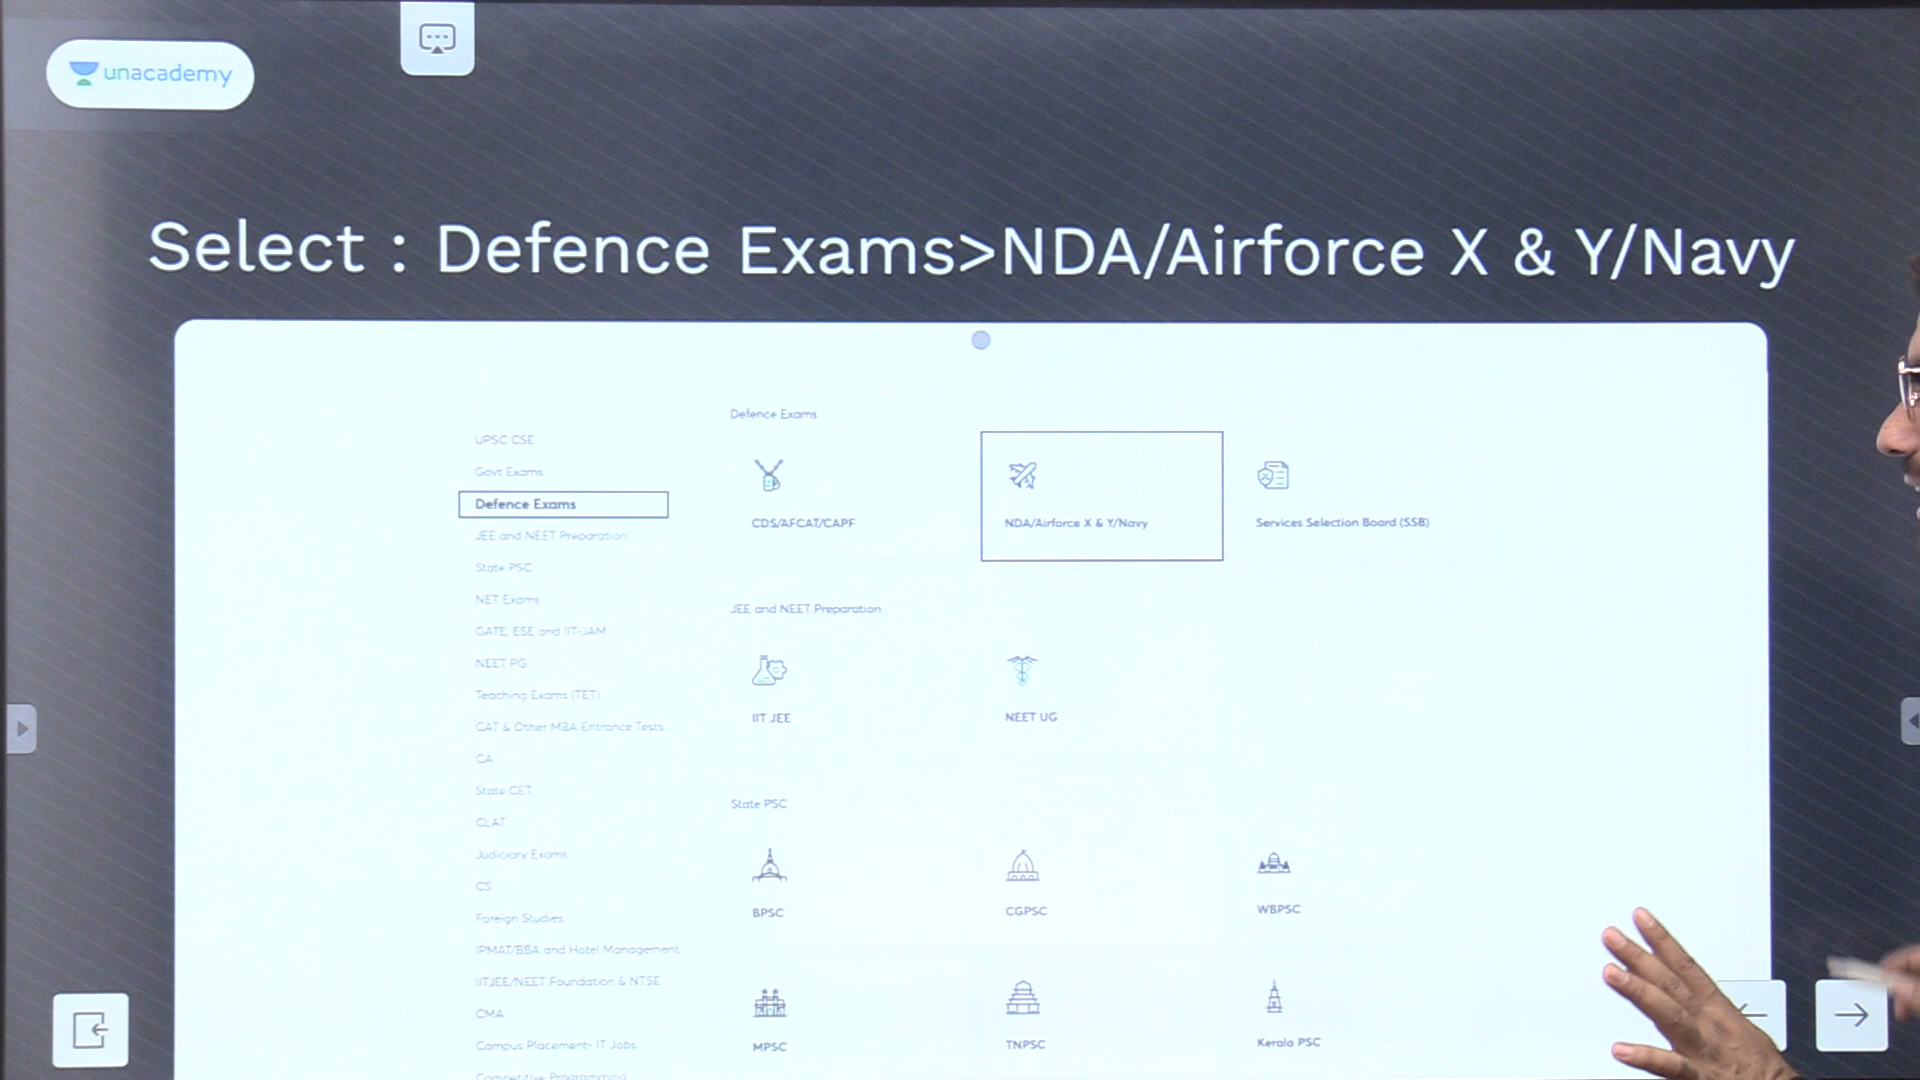 unacademy
Select : Defence Exams>NDA/Airforce X & Y/Navy
UPSC CSE
Govt Exams
Defence Exams
JEE and NEET Preparation
State PSC
NET Exams
GATE, ESE and IIT-JAM
NEET PG
Teaching Exams (TET)
CAT & Other MBA Entrance Tests
CA
State CET
CLAT
Judiciary Exams
CS
Foreign Studies
IPMAT/BBA and Hotel Management
IITJEE/NEET Foundation & NTSE
CMA
Campus Placement- IT Jobs
Competitive Programming
Defence Exams
CDS/AFCAT/CAPF
NDA/Airforce X & Y/Navy
Services Selection Board (SSB)
JEE and NEET Preparation
IIT JEE
NEET UG
State PSC
BPSC
CGPSC
WBPSC
MPSC
TNPSC
Kerala PSC